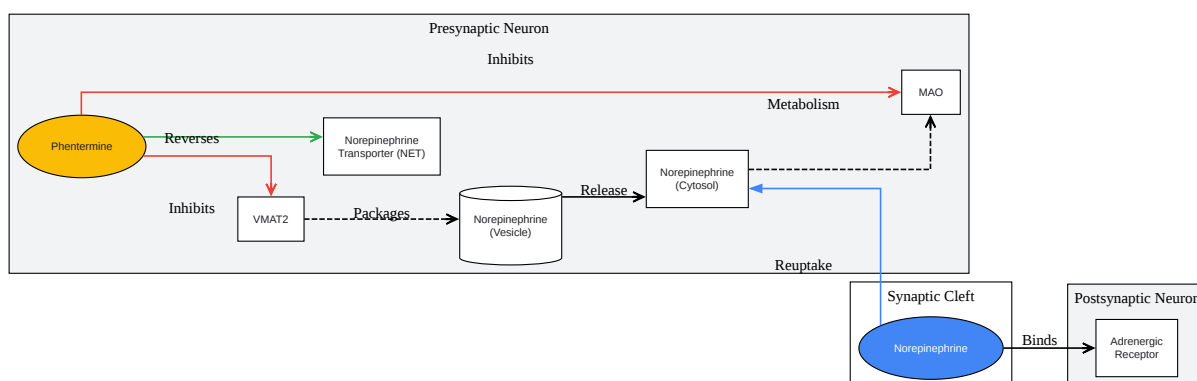 Presynaptic Neuron
Inhibits
MAO
Metabolism
Phentermine
Reverses
Norepinephrine
Transporter (NET)
Norepinephrine
(Cytosol)
Release
Inhibits
VMAT2
Packages
Norepinephrine
(Vesicle)
Reuptake
Synaptic Cleft
Postsynaptic Neuron
Norepinephrine
Binds
Adrenergic
Receptor